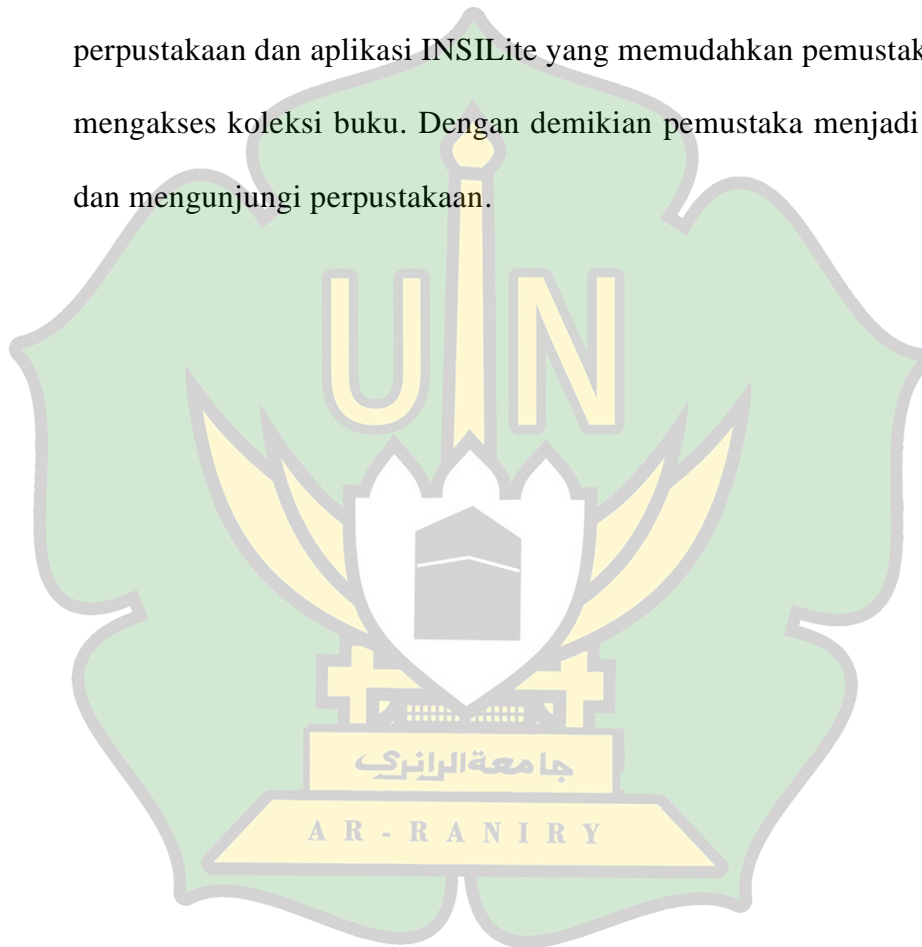 perpustakaan dan aplikasi INSILite yang memudahkan
mengakses koleksi buku. Dengan demikian pemustaka menjadi
dan mengunjungi perpustakaan.
UIN
جامعة الرانري
AR-RANIRY